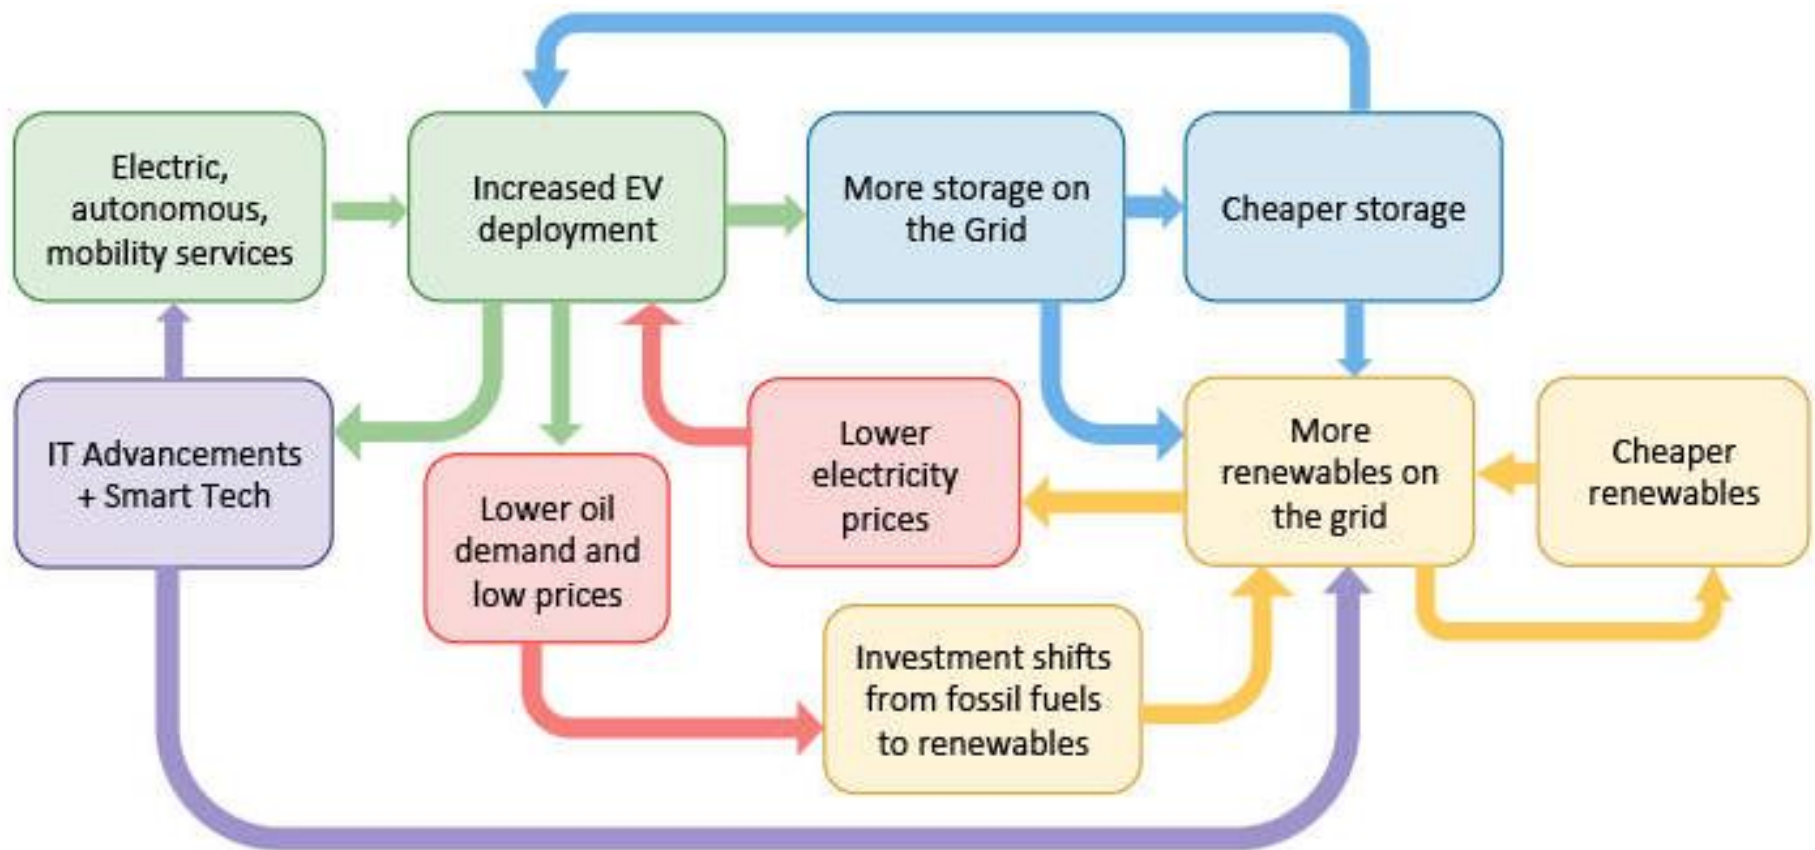 Electric,
autonomous,
mobility services
Increased EV
deployment
More storage on
the Grid
Cheaper storage
IT Advancements
+ Smart Tech
Lower oil
demand and
low prices
Lower
electricity
prices
More
renewables on
the grid
Cheaper
renewables
Investment shifts
from fossil fuels
to renewables